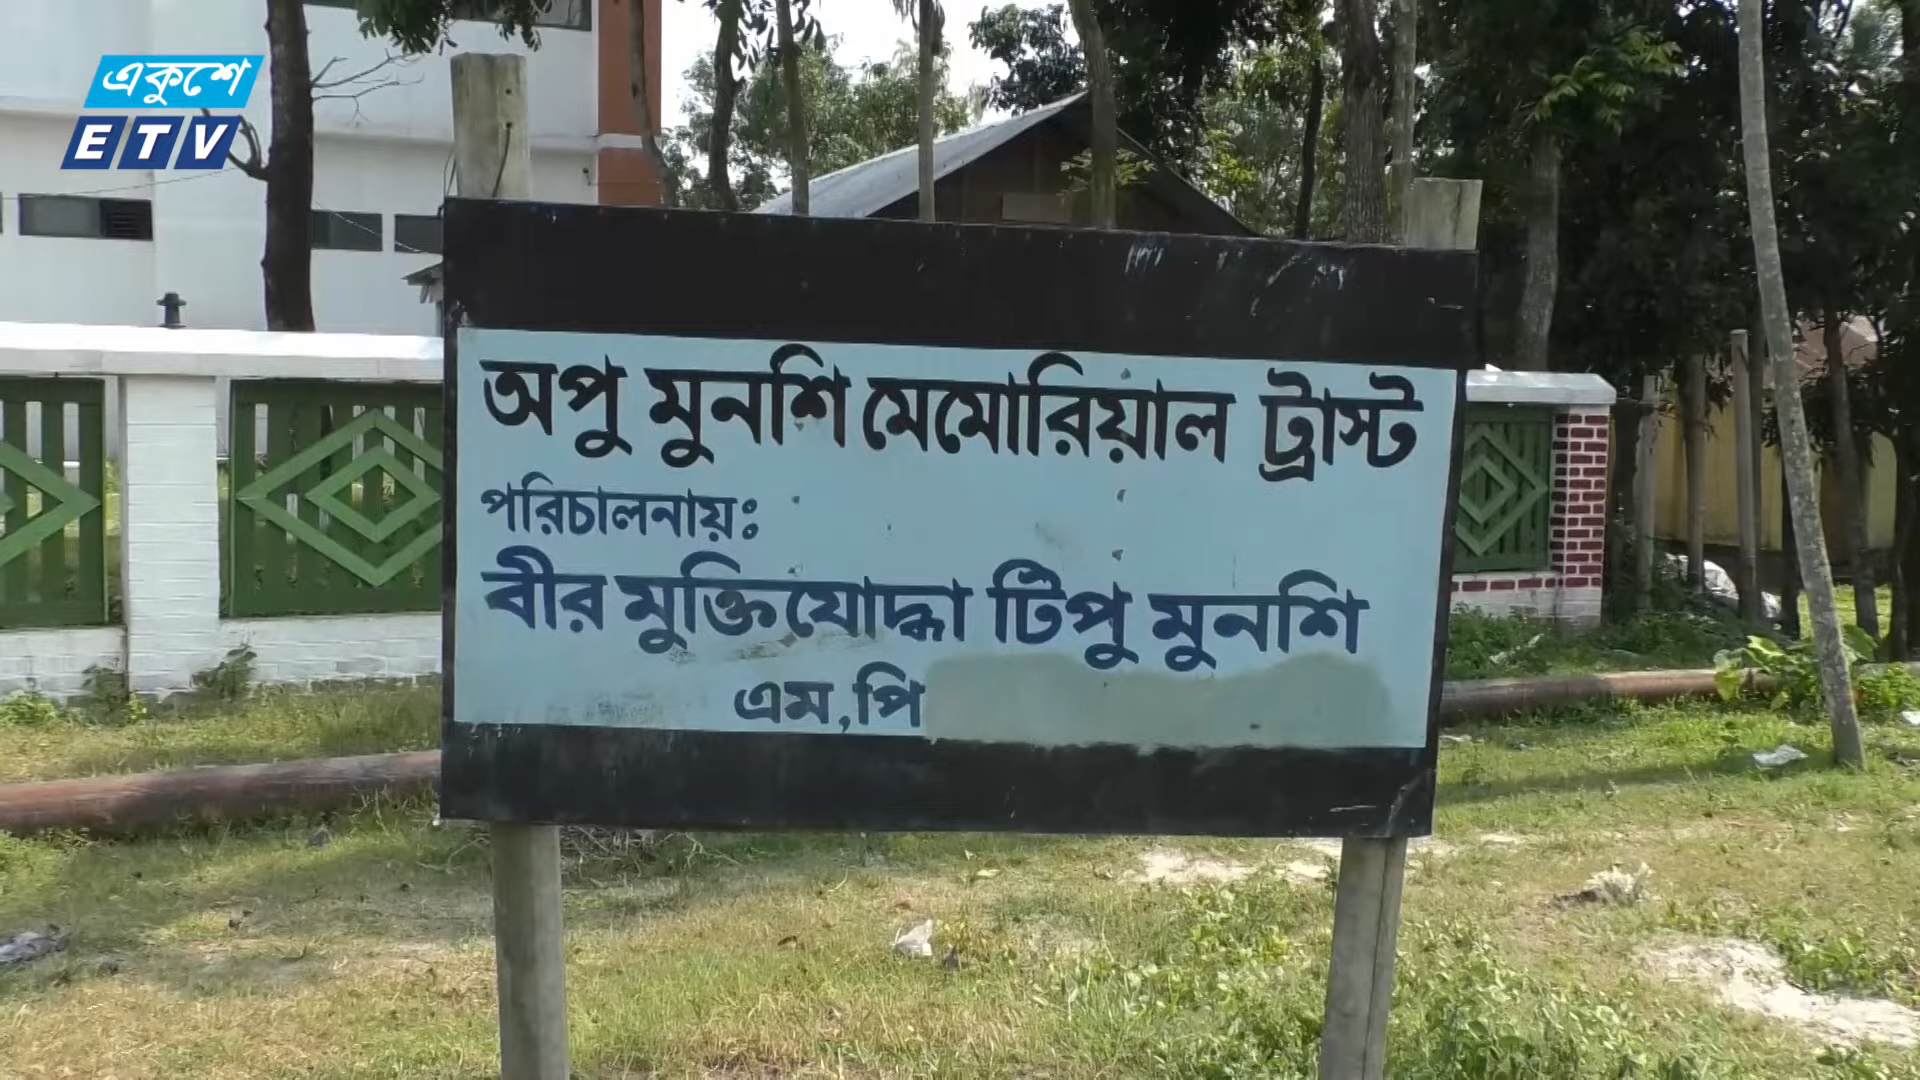 একুশে
ETV
অপু মুনশি মেমোরিয়াল ট্রাস্ট
পরিচালনায়ঃ
বীর মুক্তিযোদ্ধা টিপু মুনশি
এম,পি